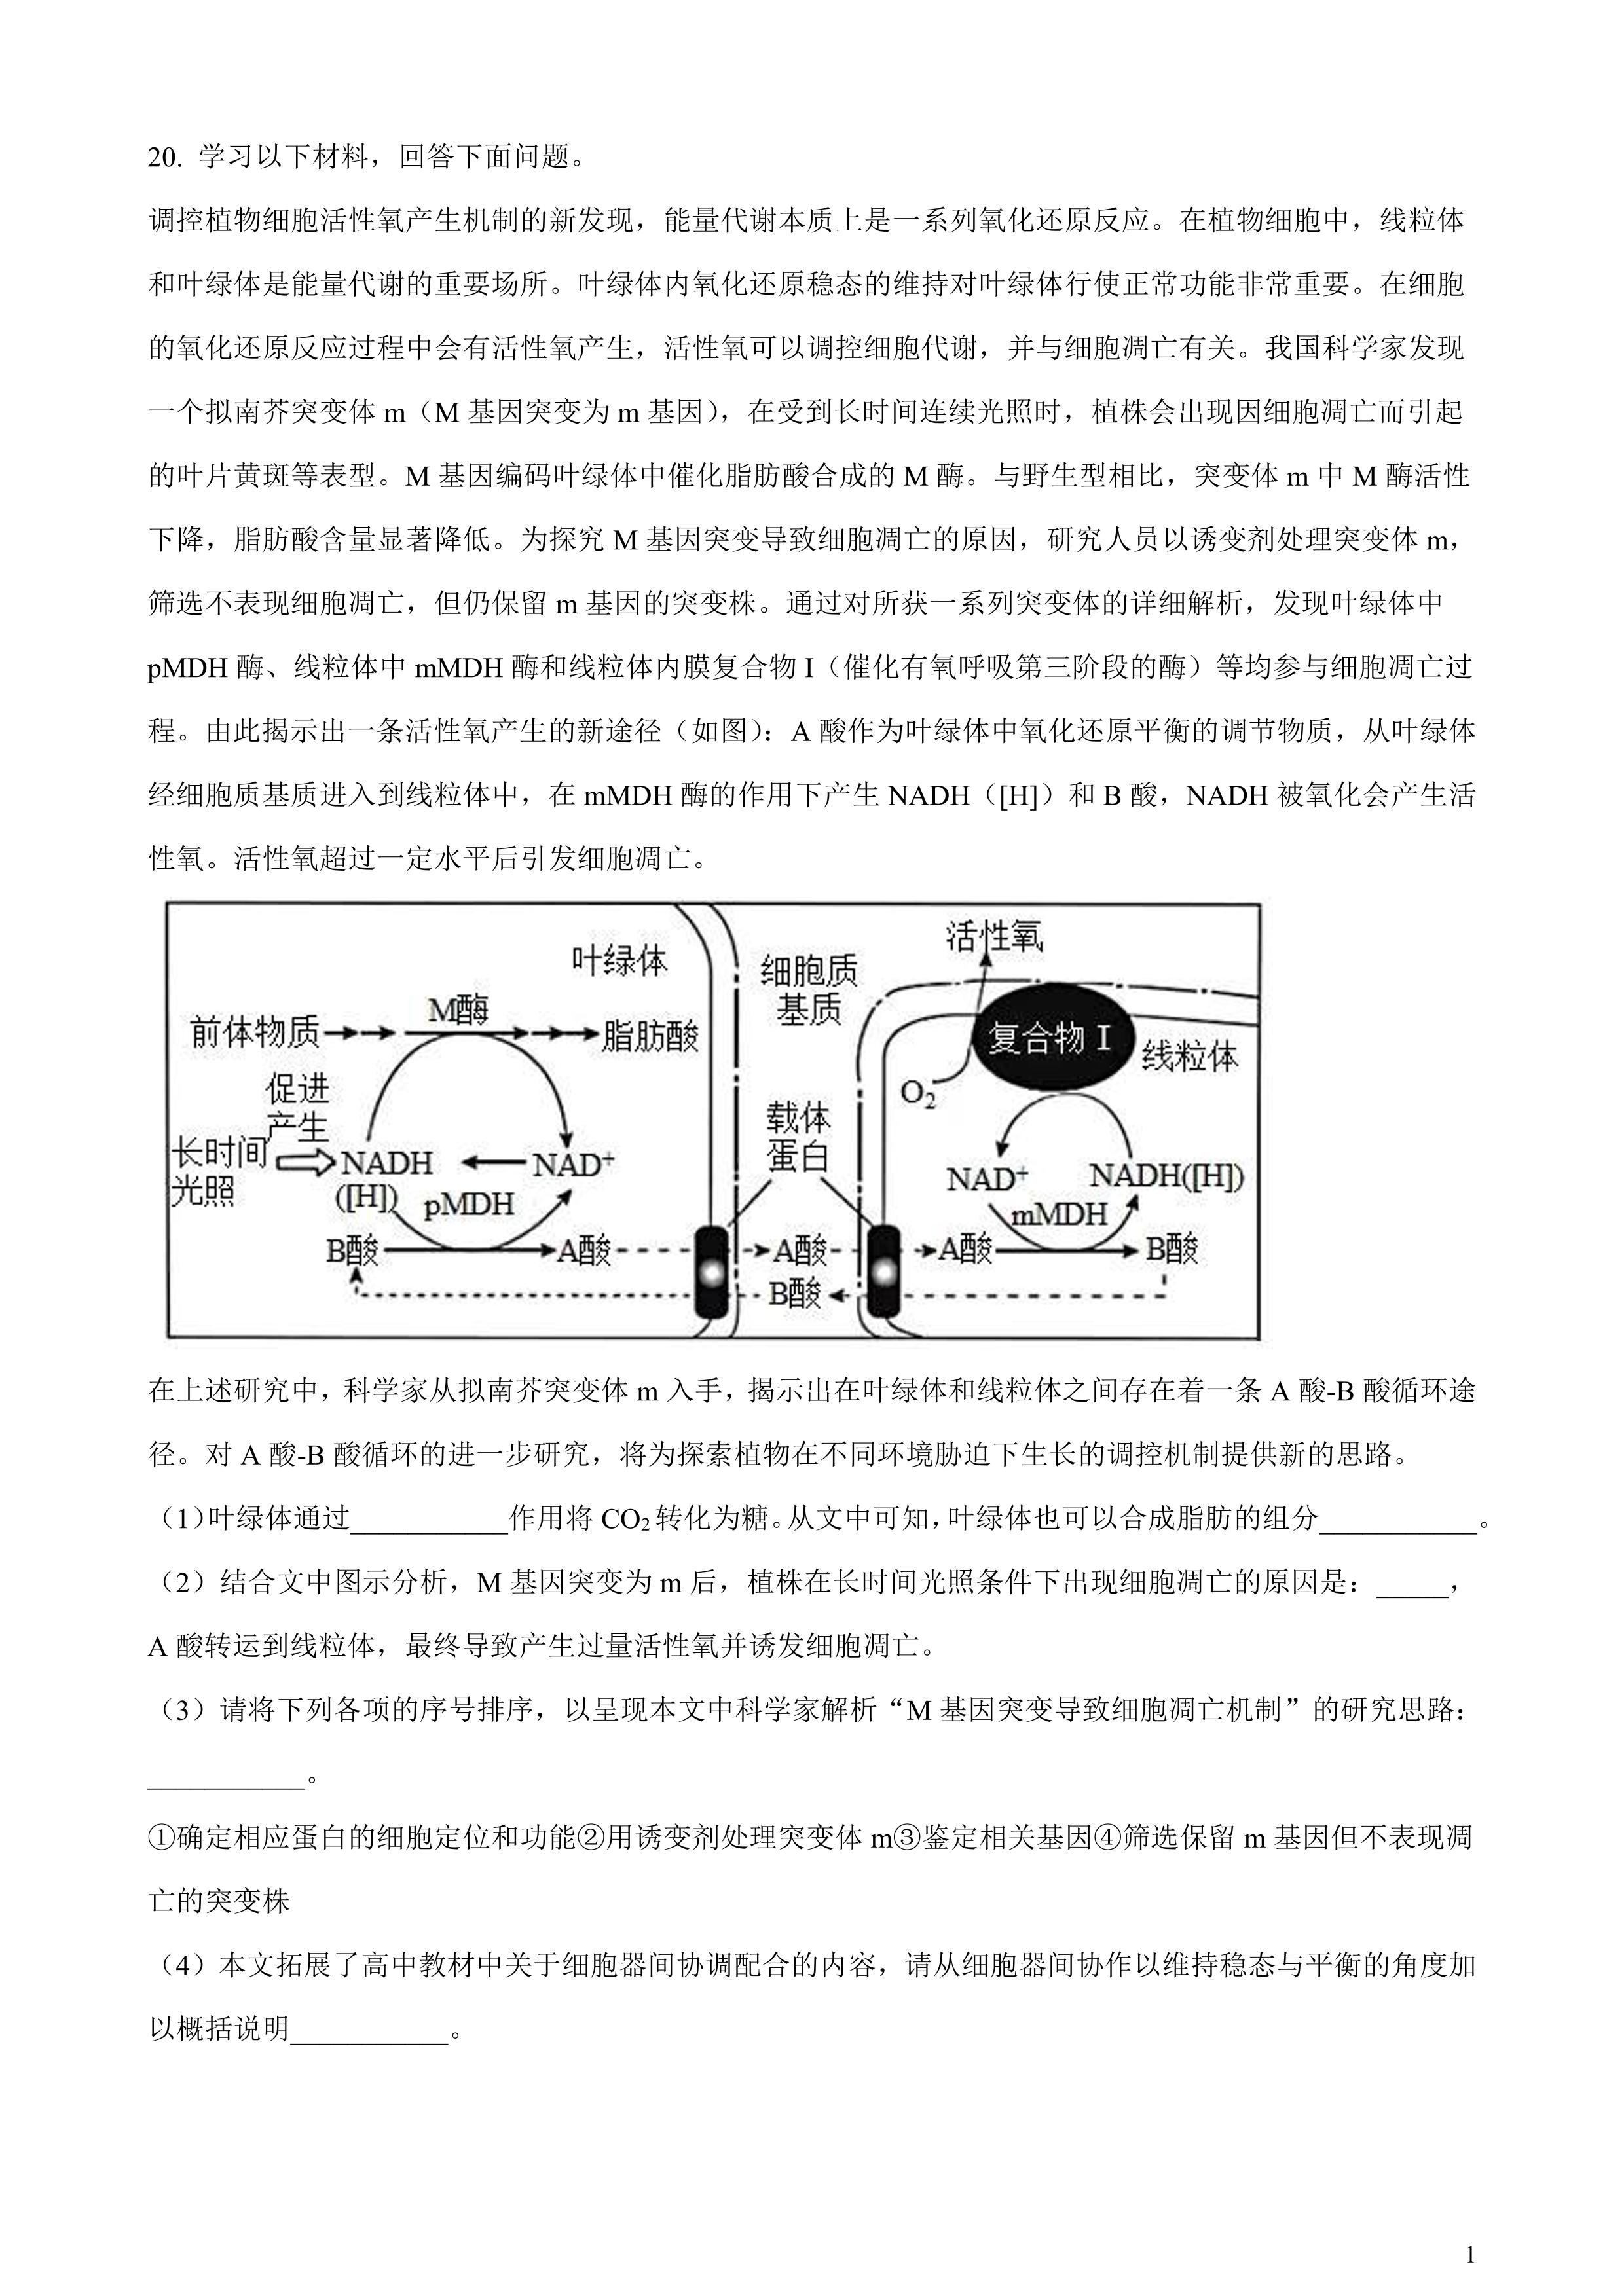 20. 学习以下材料，回答下面问题。
调控植物细胞活性氧产生机制的新发现，能量代谢本质上是一系列氧化还原反应。在植物细胞中，线粒体
和叶绿体是能量代谢的重要场所。叶绿体内氧化还原稳态的维持对叶绿体行使正常功能非常重要。在细胞
的氧化还原反应过程中会有活性氧产生，活性氧可以调控细胞代谢，并与细胞凋亡有关。我国科学家发现
一个拟南芥突变体 m（M 基因突变为 m 基因），在受到长时间连续光照时，植株会出现因细胞凋亡而引起
的叶片黄斑等表型。M 基因编码叶绿体中催化脂肪酸合成的 M 酶。与野生型相比，突变体 m 中 M 酶活性
下降，脂肪酸含量显著降低。为探究 M 基因突变导致细胞凋亡的原因，研究人员以诱变剂处理突变体 m，
筛选不表现细胞凋亡，但仍保留 m 基因的突变株。通过对所获一系列突变体的详细解析，发现叶绿体中
pMDH 酶、线粒体中 mMDH 酶和线粒体内膜复合物 I（催化有氧呼吸第三阶段的酶）等均参与细胞凋亡过
程。由此揭示出一条活性氧产生的新途径（如图）：A 酸作为叶绿体中氧化还原平衡的调节物质，从叶绿体
经细胞质基质进入到线粒体中，在 mMDH 酶的作用下产生 NADH（[H]）和 B 酸，NADH 被氧化会产生活
性氧。活性氧超过一定水平后引发细胞凋亡。
叶绿体
细胞质
基质
活性氧
前体物质
M酶
脂肪酸
复合物 I
线粒体
O₂
促进
产生
长时间
光照
NADH
([H])
NAD⁺
pMDH
载体
蛋白
NAD⁺
NADH([H])
mMDH
B酸
A酸
A酸
A酸
B酸
B酸
在上述研究中，科学家从拟南芥突变体 m 入手，揭示出在叶绿体和线粒体之间存在着一条 A 酸-B 酸循环途
径。对 A 酸-B 酸循环的进一步研究，将为探索植物在不同环境胁迫下生长的调控机制提供新的思路。
（1）叶绿体通过___________作用将 CO₂ 转化为糖。从文中可知，叶绿体也可以合成脂肪的组分___________。
（2）结合文中图示分析，M 基因突变为 m 后，植株在长时间光照条件下出现细胞凋亡的原因是：_____，
A 酸转运到线粒体，最终导致产生过量活性氧并诱发细胞凋亡。
（3）请将下列各项的序号排序，以呈现本文中科学家解析“M 基因突变导致细胞凋亡机制”的研究思路：
___________。
①确定相应蛋白的细胞定位和功能②用诱变剂处理突变体 m③鉴定相关基因④筛选保留 m 基因但不表现凋
亡的突变株
（4）本文拓展了高中教材中关于细胞器间协调配合的内容，请从细胞器间协作以维持稳态与平衡的角度加
以概括说明___________。
1